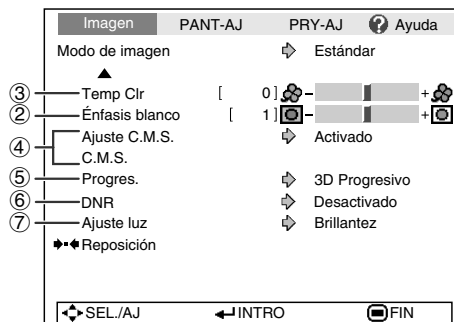 Imagen PANT-AJ PRY-AJ ? Ayuda
Modo de imagen Estándar
③ Temp Clr [ 0] − +
② Énfasis blanco [ 1] − +
④ Ajuste C.M.S. Activado
C.M.S.
⑤ Progres. 3D Progresivo
⑥ DNR Desactivado
⑦ Ajuste luz Brillantez
Reposición
SEL./AJ INTRO FIN